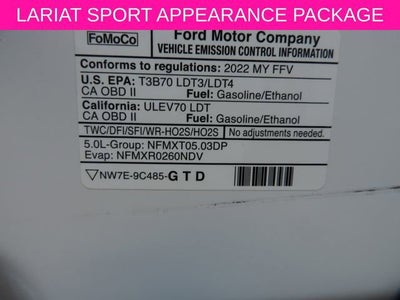 LARIAT SPORT APPEARANCE PACKAGE
FoMoCo
Ford Motor Company
VEHICLE EMISSION CONTROL INFORMATION
Conforms to regulations: 2022 MY FFV
U.S. EPA: T3B70 LDT3/LDT4
CA OBD II Fuel: Gasoline/Ethanol
California: ULEV70 LDT
CA OBD II Fuel: Gasoline/Ethanol
TWC/DFI/SFI/WR-HO2S/HO2S No adjustments needed.
5.0L-Group: NFMXT05.03DP
Evap: NFMXR0260NDV
NW7E-9C485-GTD